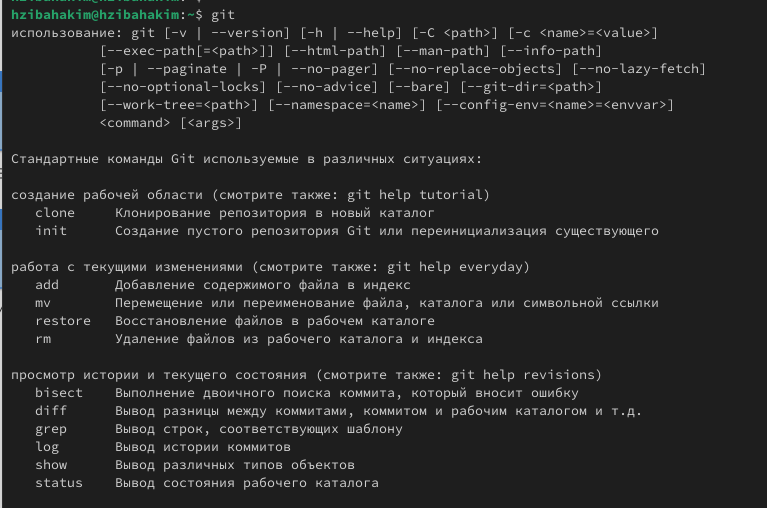 hzibahakim@hzibahakim:~$ git
использование: git [-v | --version] [-h | --help] [-C <path>] [-c <name>=<value>]
           [--exec-path[=<path>]] [--html-path] [--man-path] [--info-path]
           [-p | --paginate | -P | --no-pager] [--no-replace-objects] [--no-lazy-fetch]
           [--no-optional-locks] [--no-advice] [--bare] [--git-dir=<path>]
           [--work-tree=<path>] [--namespace=<name>] [--config-env=<name>=<envvar>]
           <command> [<args>]
Стандартные команды Git используемые в различных ситуациях:
создание рабочей области (смотрите также: git help tutorial)
   clone     Клонирование репозитория в новый каталог
   init      Создание пустого репозитория Git или переинициализация существующего
работа с текущими изменениями (смотрите также: git help everyday)
   add       Добавление содержимого файла в индекс
   mv        Перемещение или переименование файла, каталога или символьной ссылки
   restore   Восстановление файлов в рабочем каталоге
   rm        Удаление файлов из рабочего каталога и индекса
просмотр истории и текущего состояния (смотрите также: git help revisions)
   bisect    Выполнение двоичного поиска коммита, который вносит ошибку
   diff      Вывод разницы между коммитами, коммитом и рабочим каталогом и т.д.
   grep      Вывод строк, соответствующих шаблону
   log       Вывод истории коммитов
   show      Вывод различных типов объектов
   status    Вывод состояния рабочего каталога